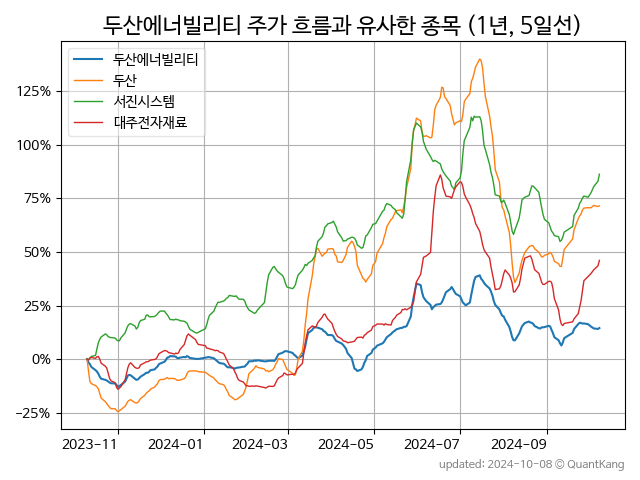 두산에너빌리티 주가 흐름과 유사한 종목 (1년, 5일선)
두산에너빌리티
두산
서진시스템
대주전자재료
125%
100%
75%
50%
25%
0%
−25%
2023−11
2024−01
2024−03
2024−05
2024−07
2024−09
updated: 2024-10-08 © QuantKang